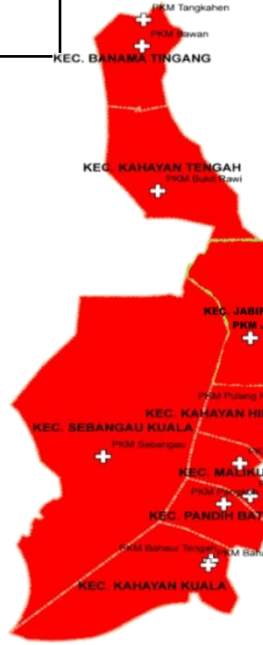 PKM Tangkahen
PKM Bawan
KEC. BANAMA TINGANG
KEC. KAHAYAN TENGAH
PKM Bukit Rawi
KEC. JABIR
PKM J
PKM Pulang P
KEC. KAHAYAN HI
KEC. SEBANGAU KUALA
PKM Sebangau
KEC. MALIKU
PKM
KEC. PANDIH BAT
PKM Bahaur Tengah
PKM Baha
KEC. KAHAYAN KUALA